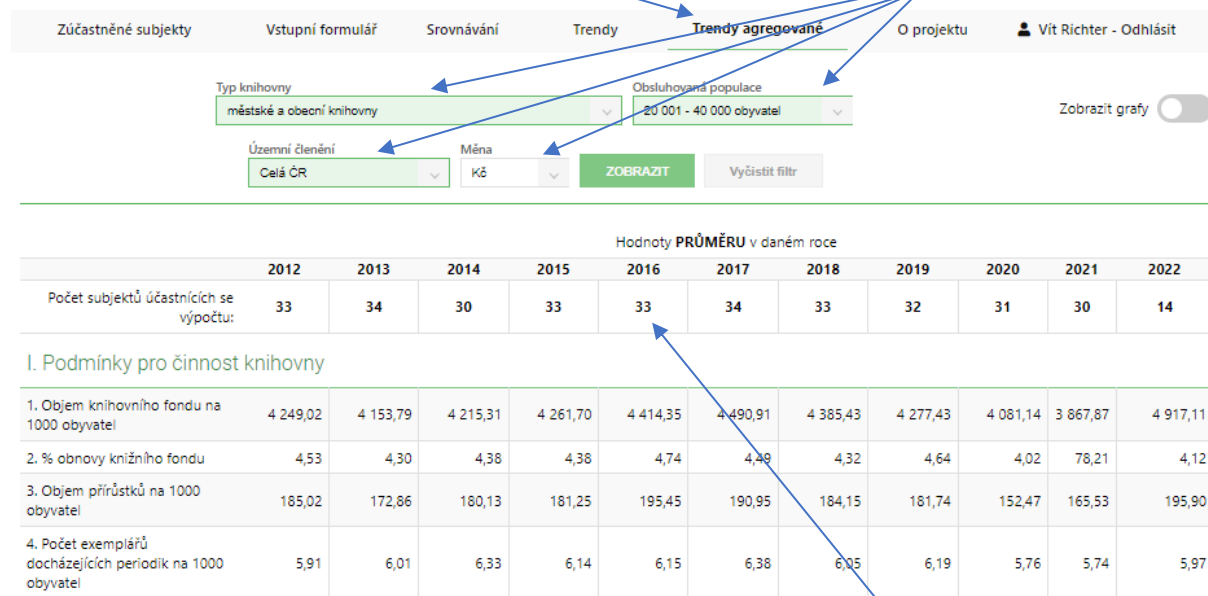 Zúčastněné subjekty Vstupní formulář Srovnávání Trendy Trendy agregované O projektu Vít Richter - Odhlásit
Typ knihovny Obsluhovaná populace
městské a obecní knihovny 20 001 - 40 000 obyvatel Zobrazit grafy
Územní členění Měna
Celá ČR Kč ZOBRAZIT Vyčistit filtr
Hodnoty PRŮMĚRU v daném roce
2012 2013 2014 2015 2016 2017 2018 2019 2020 2021 2022
Počet subjektů účastnících se
výpočtu:
33 34 30 33 33 34 33 32 31 30 14
I. Podmínky pro činnost knihovny
1. Objem knihovního fondu na
1000 obyvatel
4 249,02 4 153,79 4 215,31 4 261,70 4 414,35 4 490,91 4 385,43 4 277,43 4 081,14 3 867,87 4 917,11
2. % obnovy knižního fondu 4,53 4,30 4,38 4,38 4,74 4,49 4,32 4,64 4,02 78,21 4,12
3. Objem přírůstků na 1000
obyvatel
185,02 172,86 180,13 181,25 195,45 190,95 184,15 181,74 152,47 165,53 195,90
4. Počet exemplářů
docházejících periodik na 1000
obyvatel
5,91 6,01 6,33 6,14 6,15 6,38 6,05 6,19 5,76 5,74 5,97